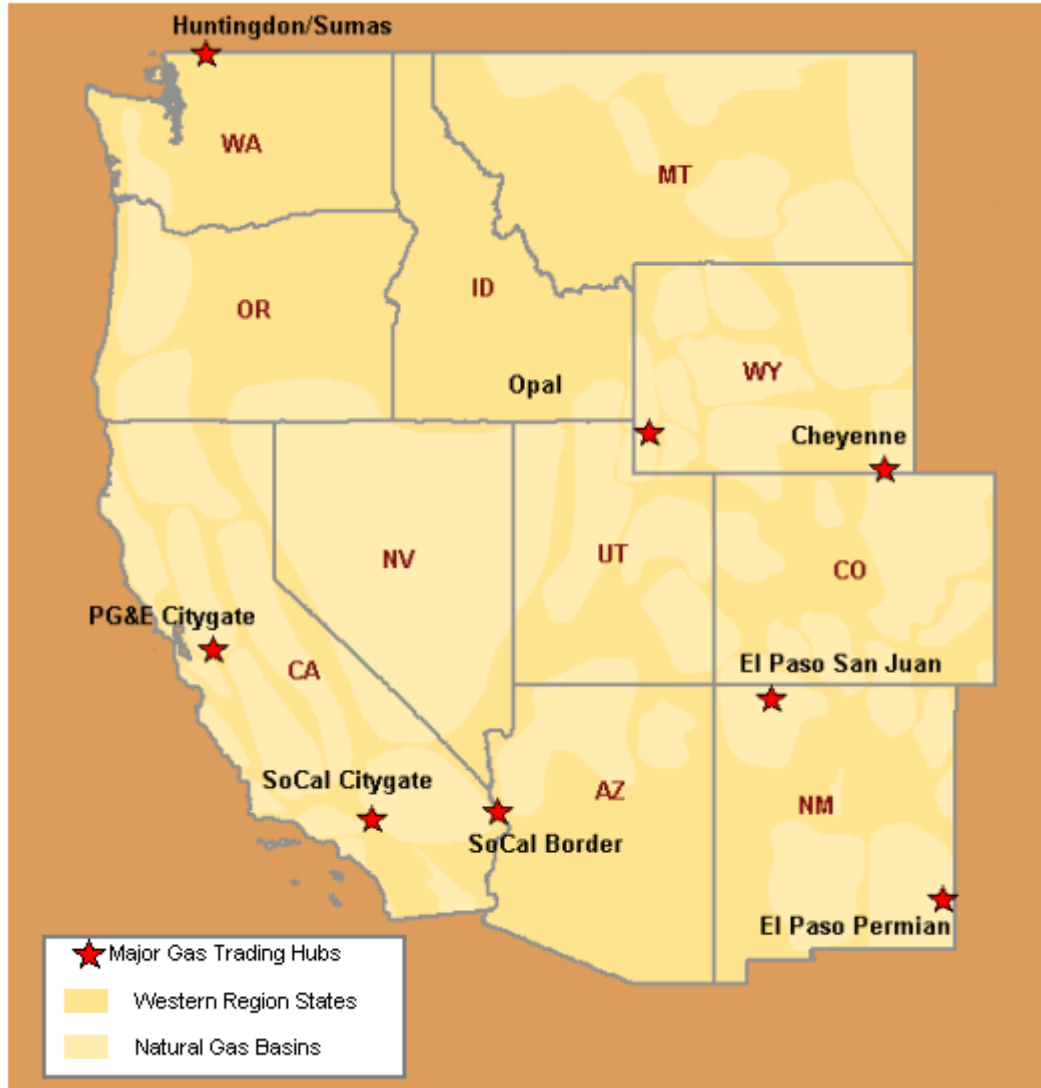 Huntingdon/Sumas
WA
MT
ID
OR
WY
Opal
Cheyenne
NV
UT
CO
PG&E Citygate
El Paso San Juan
CA
SoCal Citygate
AZ
NM
SoCal Border
El Paso Permian
Major Gas Trading Hubs
Western Region States
Natural Gas Basins